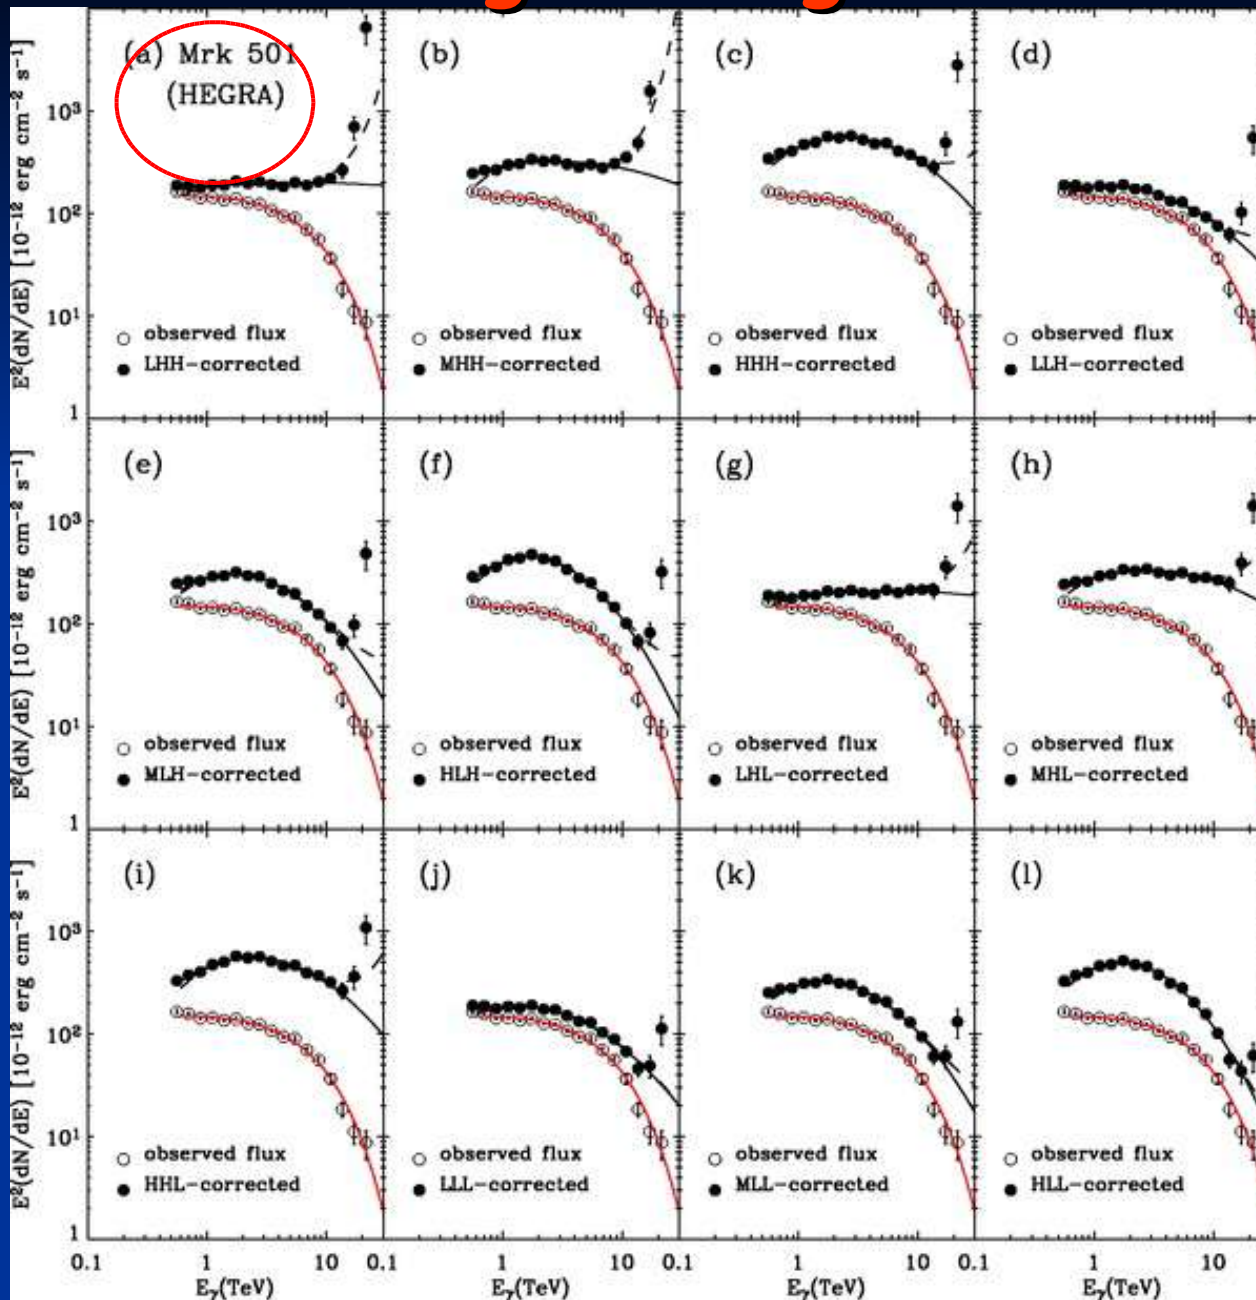 (a) Mrk 501
(HEGRA)
(b)
(c)
(d)
E²(dN/dE) [10⁻¹² erg cm⁻² s⁻¹]
10³
10²
10¹
1
observed flux
LHH-corrected
observed flux
MHH-corrected
observed flux
HHH-corrected
observed flux
LLH-corrected
(e)
(f)
(g)
(h)
E²(dN/dE) [10⁻¹² erg cm⁻² s⁻¹]
10³
10²
10¹
1
observed flux
MLH-corrected
observed flux
HLH-corrected
observed flux
LHL-corrected
observed flux
MHL-corrected
(i)
(j)
(k)
(l)
E²(dN/dE) [10⁻¹² erg cm⁻² s⁻¹]
10³
10²
10¹
1
observed flux
HHL-corrected
observed flux
LLL-corrected
observed flux
MLL-corrected
observed flux
HLL-corrected
0.1 1 10 0.1 1 10 0.1 1 10 0.1 1 10
Eγ(TeV) Eγ(TeV) Eγ(TeV) Eγ(TeV)